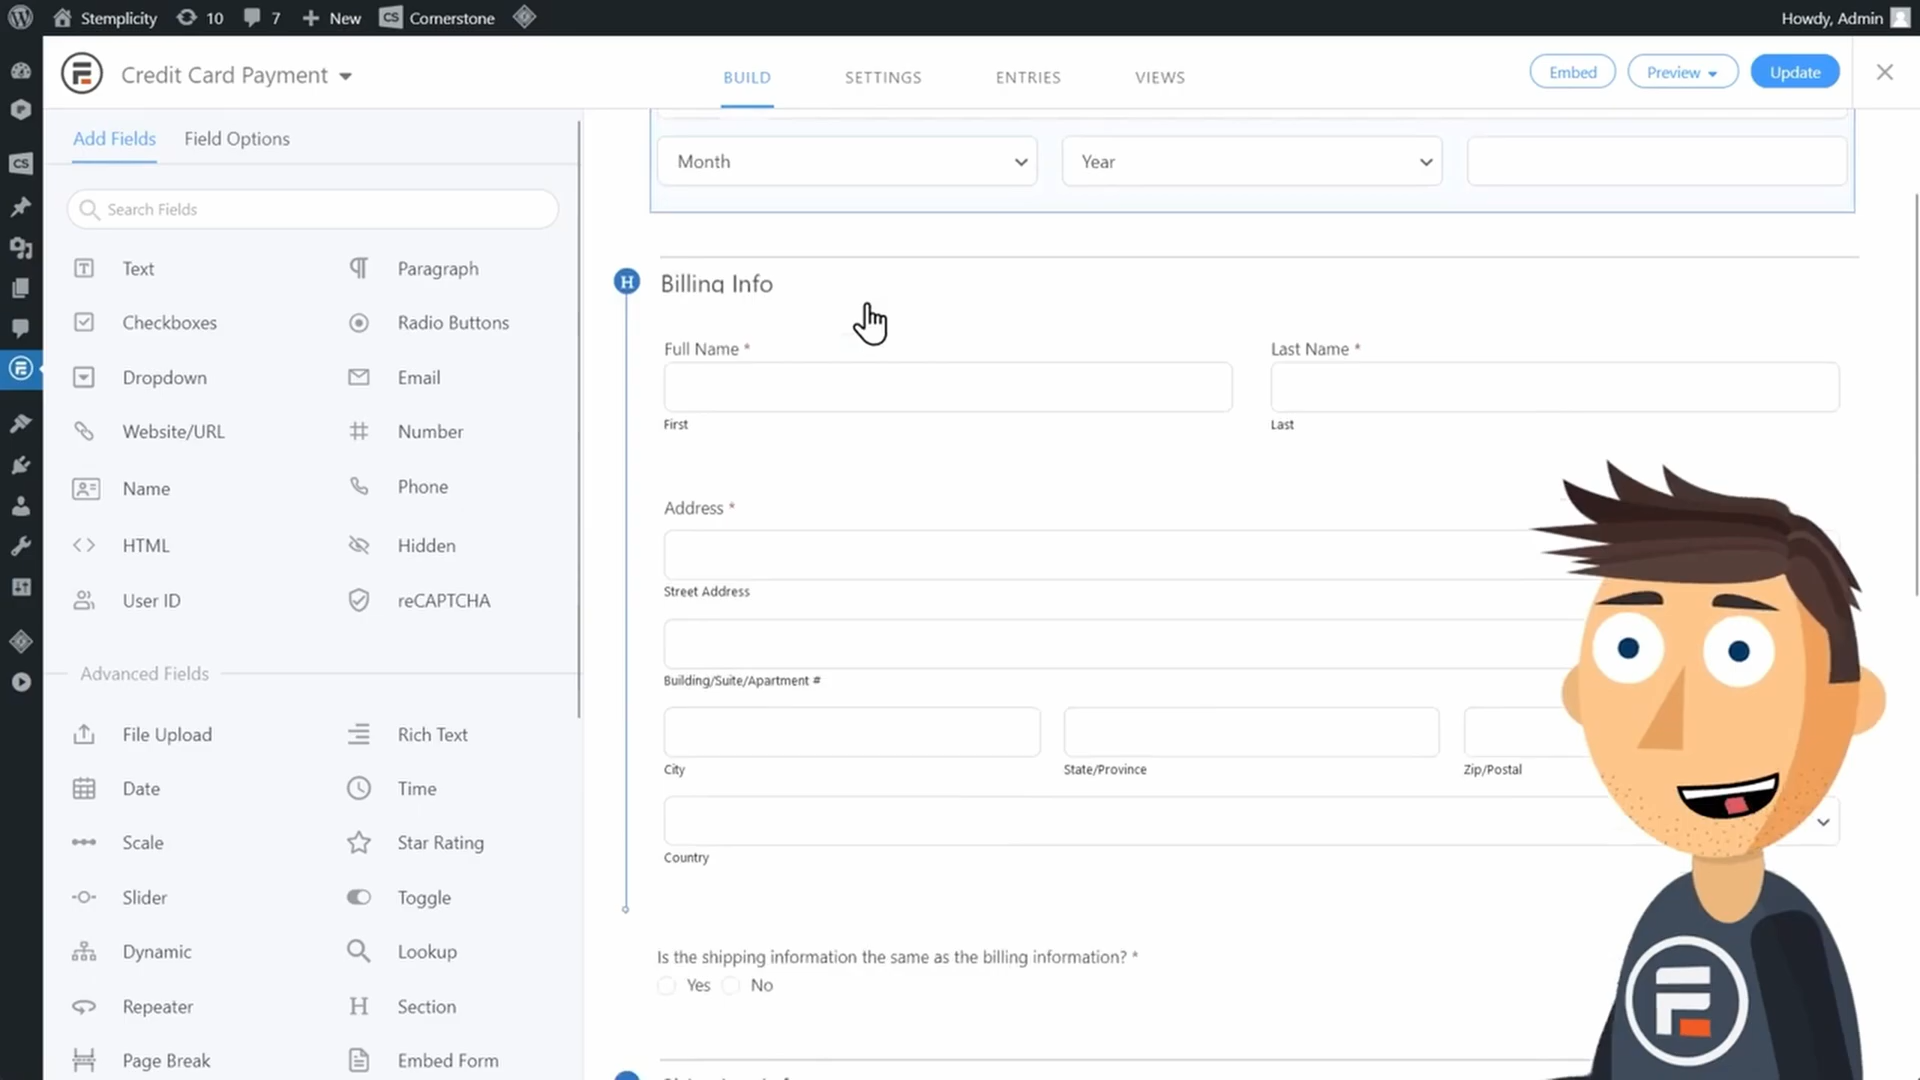 Stemplicity 10 7 New CS Cornerstone Howdy, Admin
Credit Card Payment BUILD SETTINGS ENTRIES VIEWS Embed Preview Update
CS
Add Fields Field Options
Search Fields
Text Paragraph
Checkboxes Radio Buttons
Dropdown Email
Website/URL Number
Name Phone
HTML Hidden
User ID reCAPTCHA
Advanced Fields
File Upload Rich Text
Date Time
Scale Star Rating
Slider Toggle
Dynamic Lookup
Repeater Section
Page Break Embed Form
Month Year
H Billing Info
Full Name * Last Name *
First Last
Address *
Street Address
Building/Suite/Apartment #
City State/Province Zip/Postal
Country
Is the shipping information the same as the billing information? *
Yes No